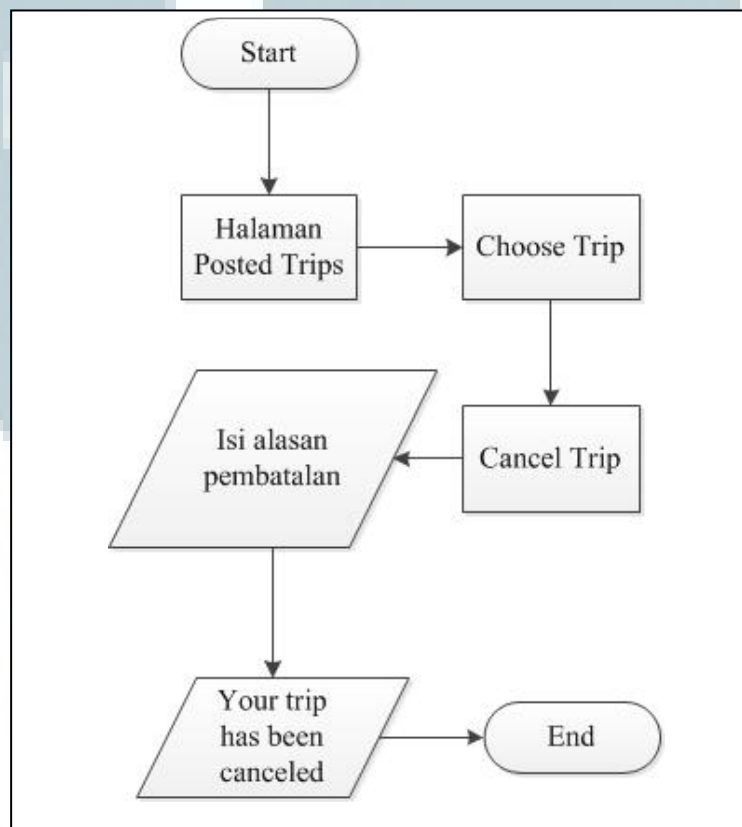 Start
Halaman
Posted Trips
Choose Trip
Cancel Trip
Isi alasan
pembatalan
Your trip
has been
canceled
End